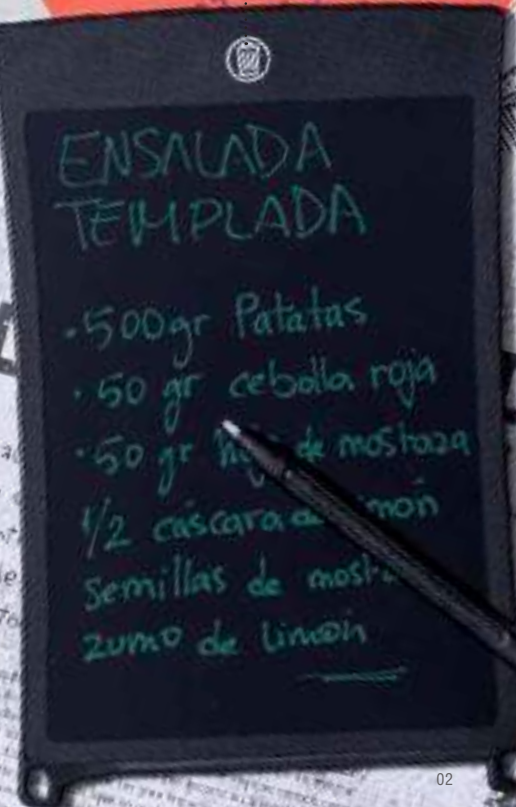 ENSALADA
TEMPLADA
·500gr Patatas
·50 gr cebolla roja
·50 gr de mostaza
1/2 cáscara
semillas de
zumo de limón
02